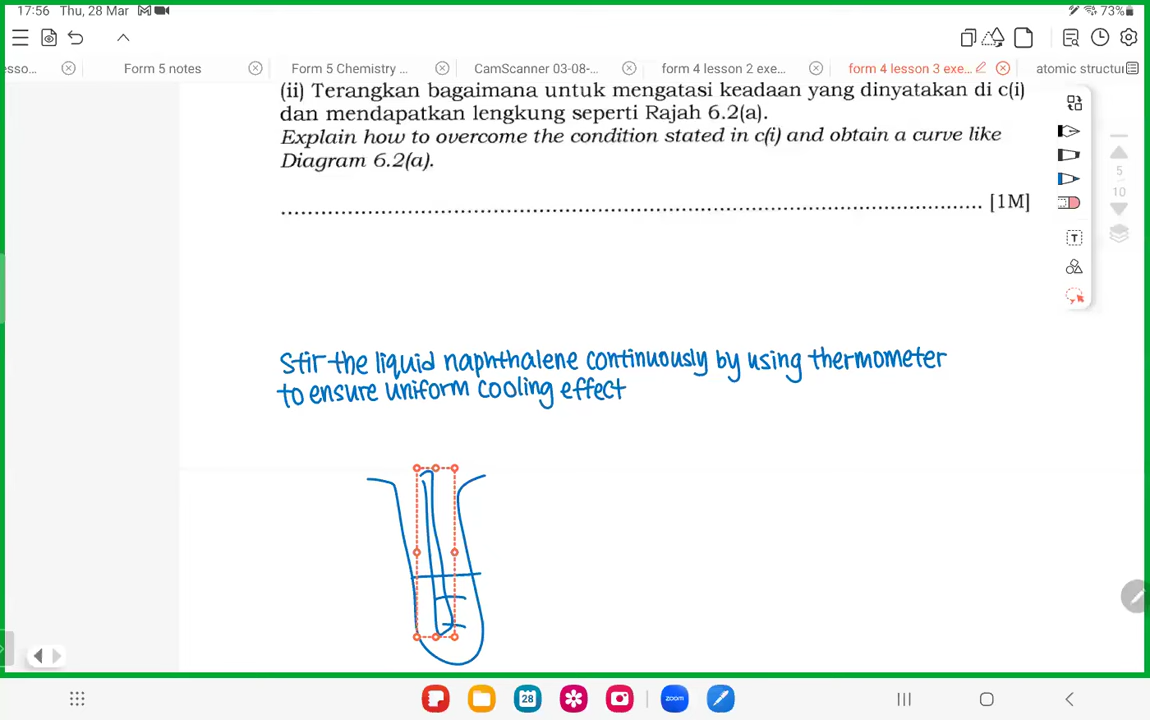 17:56 Thu, 28 Mar
73%
esso...
Form 5 notes
Form 5 Chemistry ...
CamScanner 03-08-...
form 4 lesson 2 exe...
form 4 lesson 3 exe...
atomic structu
(ii) Terangkan bagaimana untuk mengatasi keadaan yang dinyatakan di c(i)
dan mendapatkan lengkung seperti Rajah 6.2(a).
Explain how to overcome the condition stated in c(i) and obtain a curve like
Diagram 6.2(a).
[1M]
5
10
T
Stir the liquid naphthalene continuously by using thermometer
to ensure uniform cooling effect
28
zoom